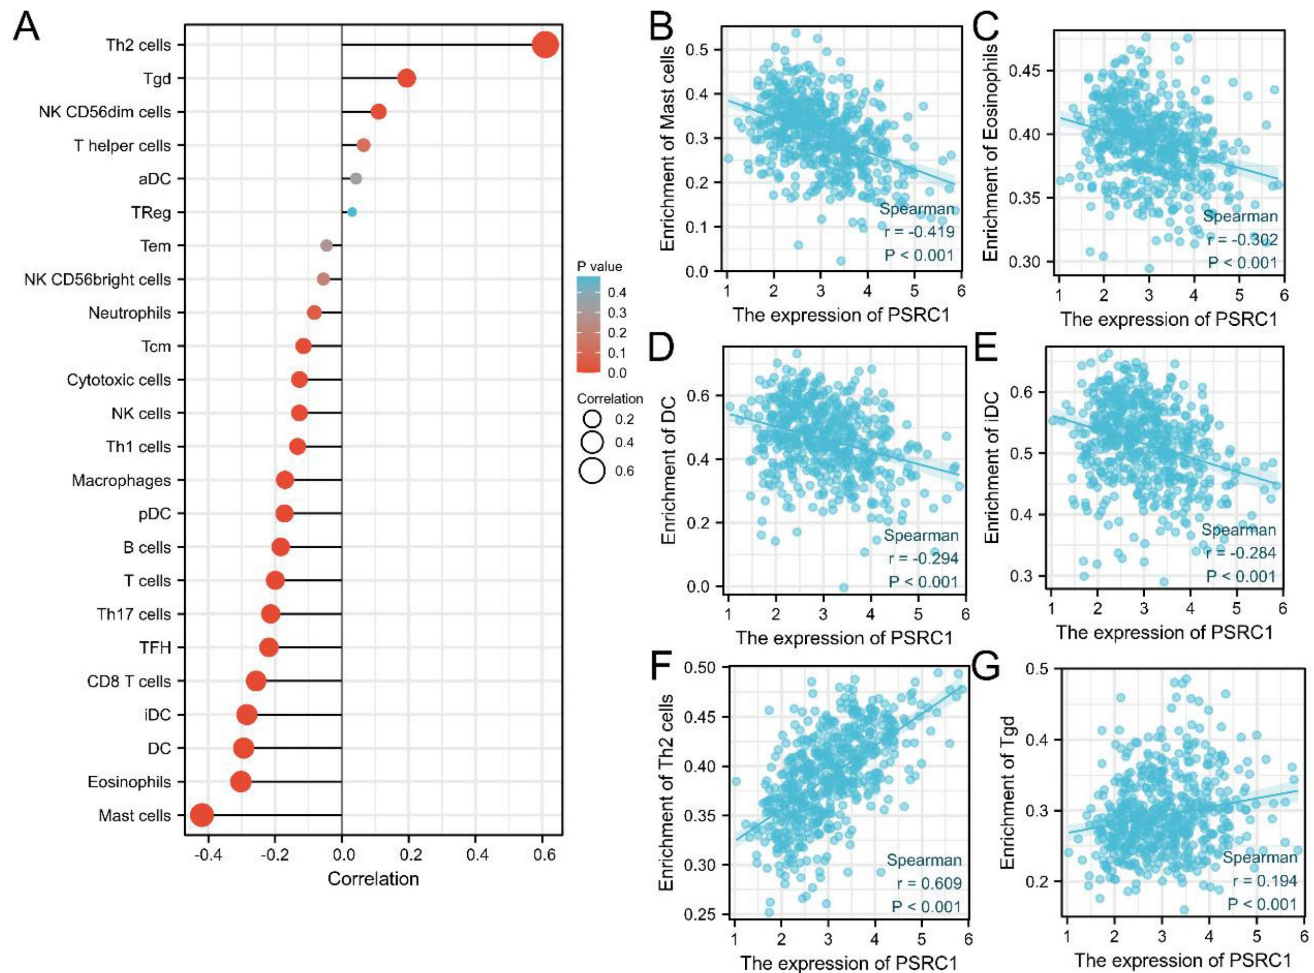 A
Th2 cells
Tgd
NK CD56dim cells
T helper cells
aDC
TReg
Tem
NK CD56bright cells
Neutrophils
Tcm
Cytotoxic cells
NK cells
Th1 cells
Macrophages
pDC
B cells
T cells
Th17 cells
TFH
CD8 T cells
iDC
DC
Eosinophils
Mast cells
-0.4 -0.2 0.0 0.2 0.4 0.6
Correlation
P value
0.4
0.3
0.2
0.1
0.0
Correlation
0.2
0.4
0.6
B
Enrichment of Mast cells
0.5
0.4
0.3
0.2
0.1
0.0
Spearman
r = -0.419
P < 0.001
1 2 3 4 5 6
The expression of PSRC1
C
Enrichment of Eosinophils
0.45
0.40
0.35
0.30
Spearman
r = -0.302
P < 0.001
1 2 3 4 5 6
The expression of PSRC1
D
Enrichment of DC
0.6
0.4
0.2
0.0
Spearman
r = -0.294
P < 0.001
1 2 3 4 5 6
The expression of PSRC1
E
Enrichment of iDC
0.6
0.5
0.4
0.3
Spearman
r = -0.284
P < 0.001
1 2 3 4 5 6
The expression of PSRC1
F
Enrichment of Th2 cells
0.50
0.45
0.40
0.35
0.30
0.25
Spearman
r = 0.609
P < 0.001
1 2 3 4 5 6
The expression of PSRC1
G
Enrichment of Tgd
0.5
0.4
0.3
0.2
Spearman
r = 0.194
P < 0.001
1 2 3 4 5 6
The expression of PSRC1